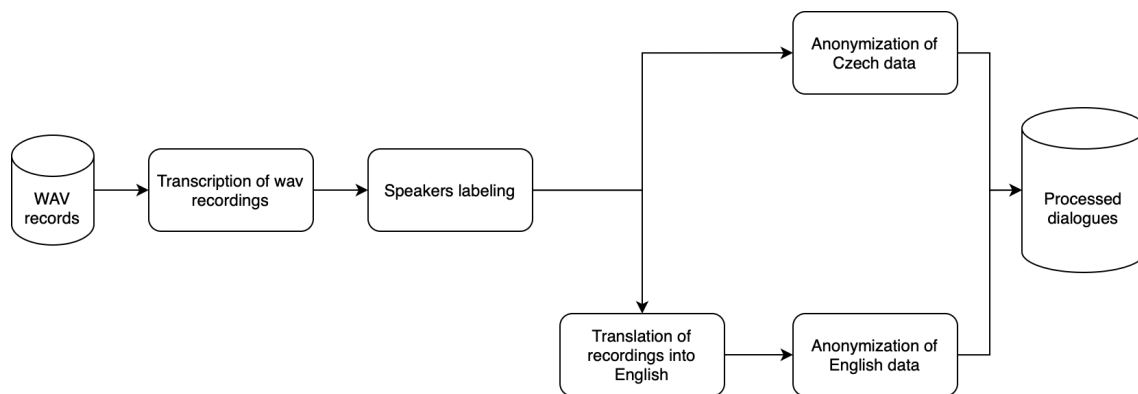 WAV
records
Transcription of wav
recordings
Speakers labeling
Anonymization of
Czech data
Translation of
recordings into
English
Anonymization of
English data
Processed
dialogues